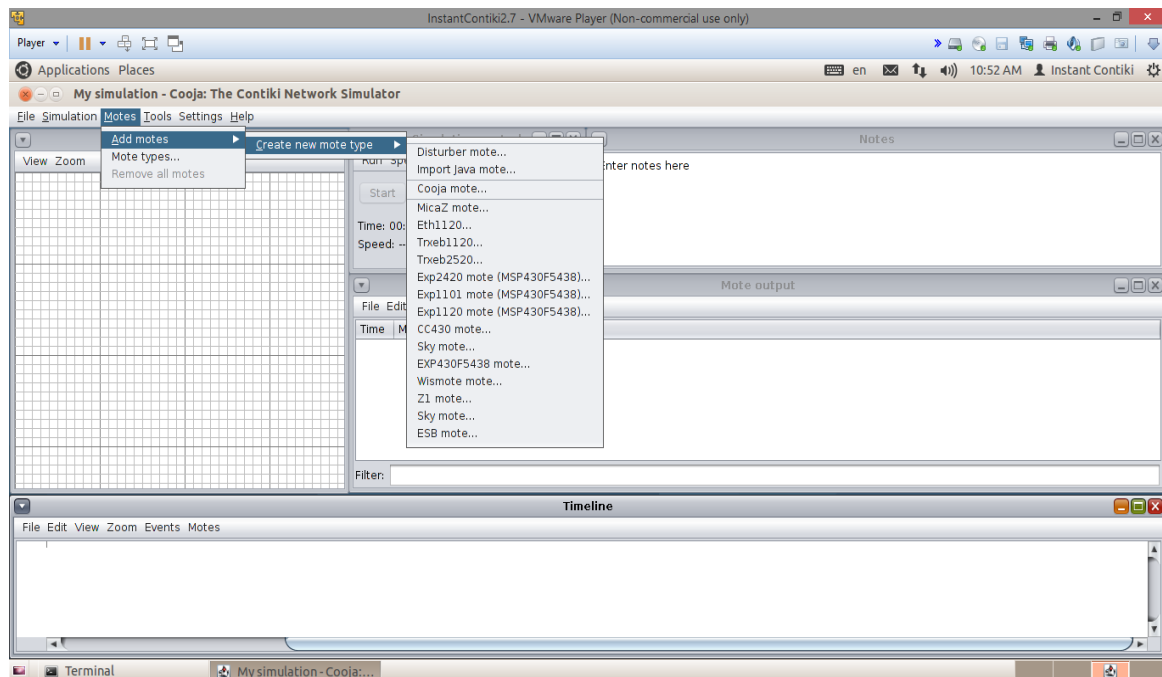 InstantContiki2.7 - VMware Player (Non-commercial use only)
Player
Applications Places en 10:52 AM Instant Contiki
My simulation - Cooja: The Contiki Network Simulator
File Simulation Motes Tools Settings Help
Add motes
Mote types...
Remove all motes
Create new mote type
Disturber mote...
Import Java mote...
Cooja mote...
MicaZ mote...
Eth1120...
Trxeb1120...
Trxeb2520...
Exp2420 mote (MSP430F5438)...
Exp1101 mote (MSP430F5438)...
Exp1120 mote (MSP430F5438)...
CC430 mote...
Sky mote...
EXP430F5438 mote...
Wismote mote...
Z1 mote...
Sky mote...
ESB mote...
View Zoom
Run
Start
Time: 00:
Speed: --
Notes
Enter notes here
Mote output
File Edit
Time
Filter:
Timeline
File Edit View Zoom Events Motes
Terminal
My simulation - Cooja:...